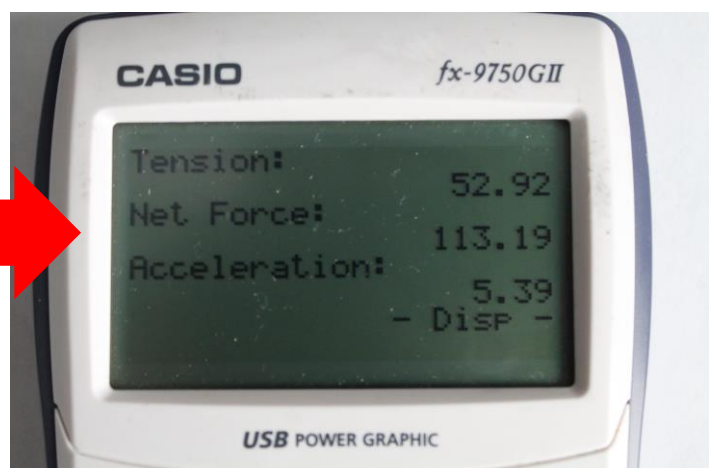 CASIO fx-9750GII
Tension:
52.92
Net Force:
113.19
Acceleration:
5.39
- Disp -
USB POWER GRAPHIC